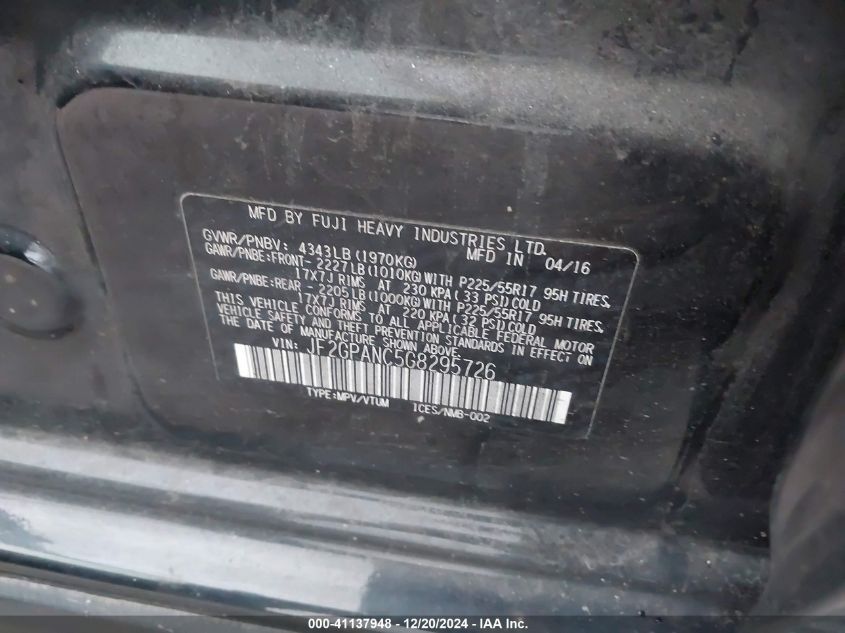 MFD BY FUJI HEAVY INDUSTRIES LTD.
GVWR/PNBV: 4343LB (1970KG) MFD IN 04/16
GAWR/PNBE:FRONT- 2227LB(1010KG)WITH P225/55R17 95H TIRES,
17X7J RIMS AT 230 KPA(33 PSI)COLD
GAWR/PNBE:REAR - 2205LB(1000KG)WITH P225/55R17 95H TIRES,
17X7J RIMS AT 220 KPA(32 PSI)COLD
THIS VEHICLE CONFORMS TO ALL APPLICABLE FEDERAL MOTOR
VEHICLE SAFETY AND THEFT PREVENTION STANDARDS IN EFFECT ON
THE DATE OF MANUFACTURE SHOWN ABOVE.
VIN: JF2GPANC5G8295726
TYPE:MPV/VTUM ICES/NMB-002
000-41137948 - 12/20/2024 - IAA Inc.